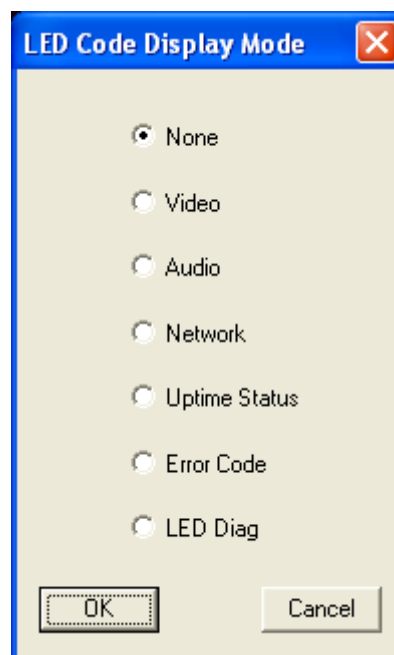 LED Code Display Mode
None
Video
Audio
Network
Uptime Status
Error Code
LED Diag
OK Cancel